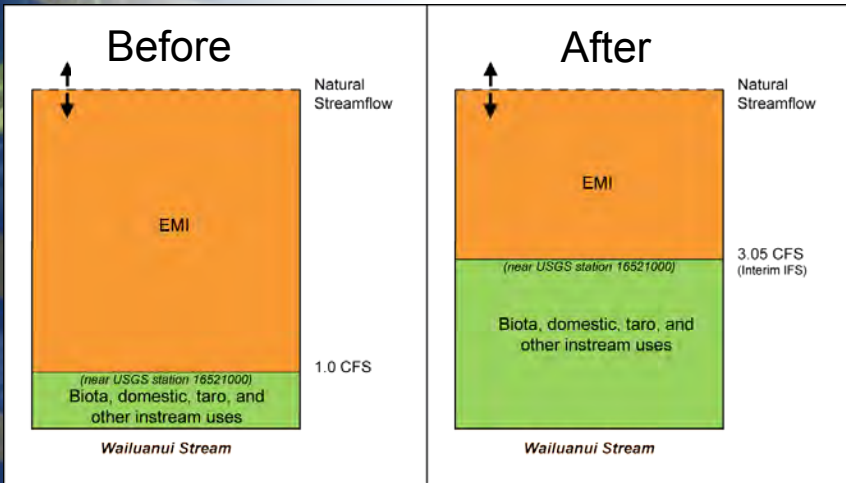 Before
Natural
Streamflow
EMI
1.0 CFS
(near USGS station 16521000)
Biota, domestic, taro, and
other instream uses
Wailuanui Stream
After
Natural
Streamflow
EMI
3.05 CFS
(Interim IFS)
(near USGS station 16521000)
Biota, domestic, taro, and
other instream uses
Wailuanui Stream